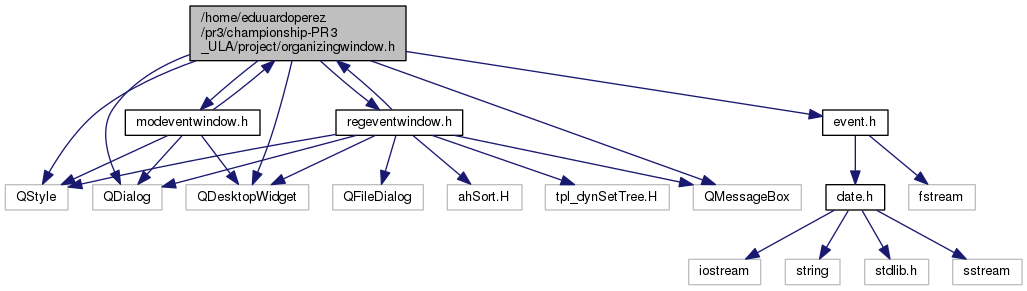 /home/eduuardoperez
/pr3/championship-PR3
_ULA/project/organizingwindow.h
modeventwindow.h
regeventwindow.h
event.h
QStyle
QDialog
QDesktopWidget
QFileDialog
ahSort.H
tpl_dynSetTree.H
QMessageBox
date.h
fstream
iostream
string
stdlib.h
sstream